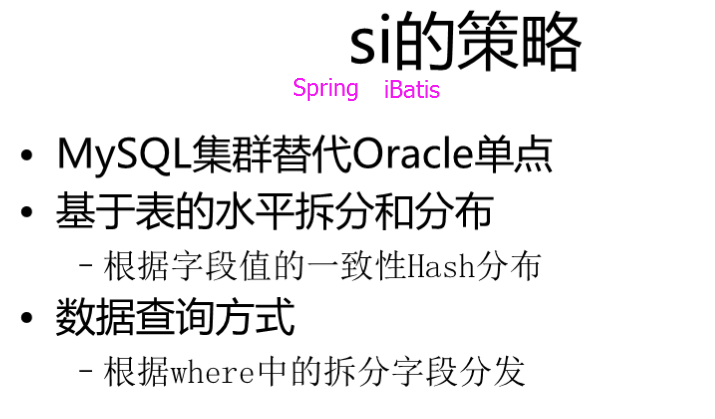 si的策略
Spring iBatis
• MySQL集群替代Oracle单点
• 基于表的水平拆分和分布
- 根据字段值的一致性Hash分布
• 数据查询方式
- 根据where中的拆分字段分发